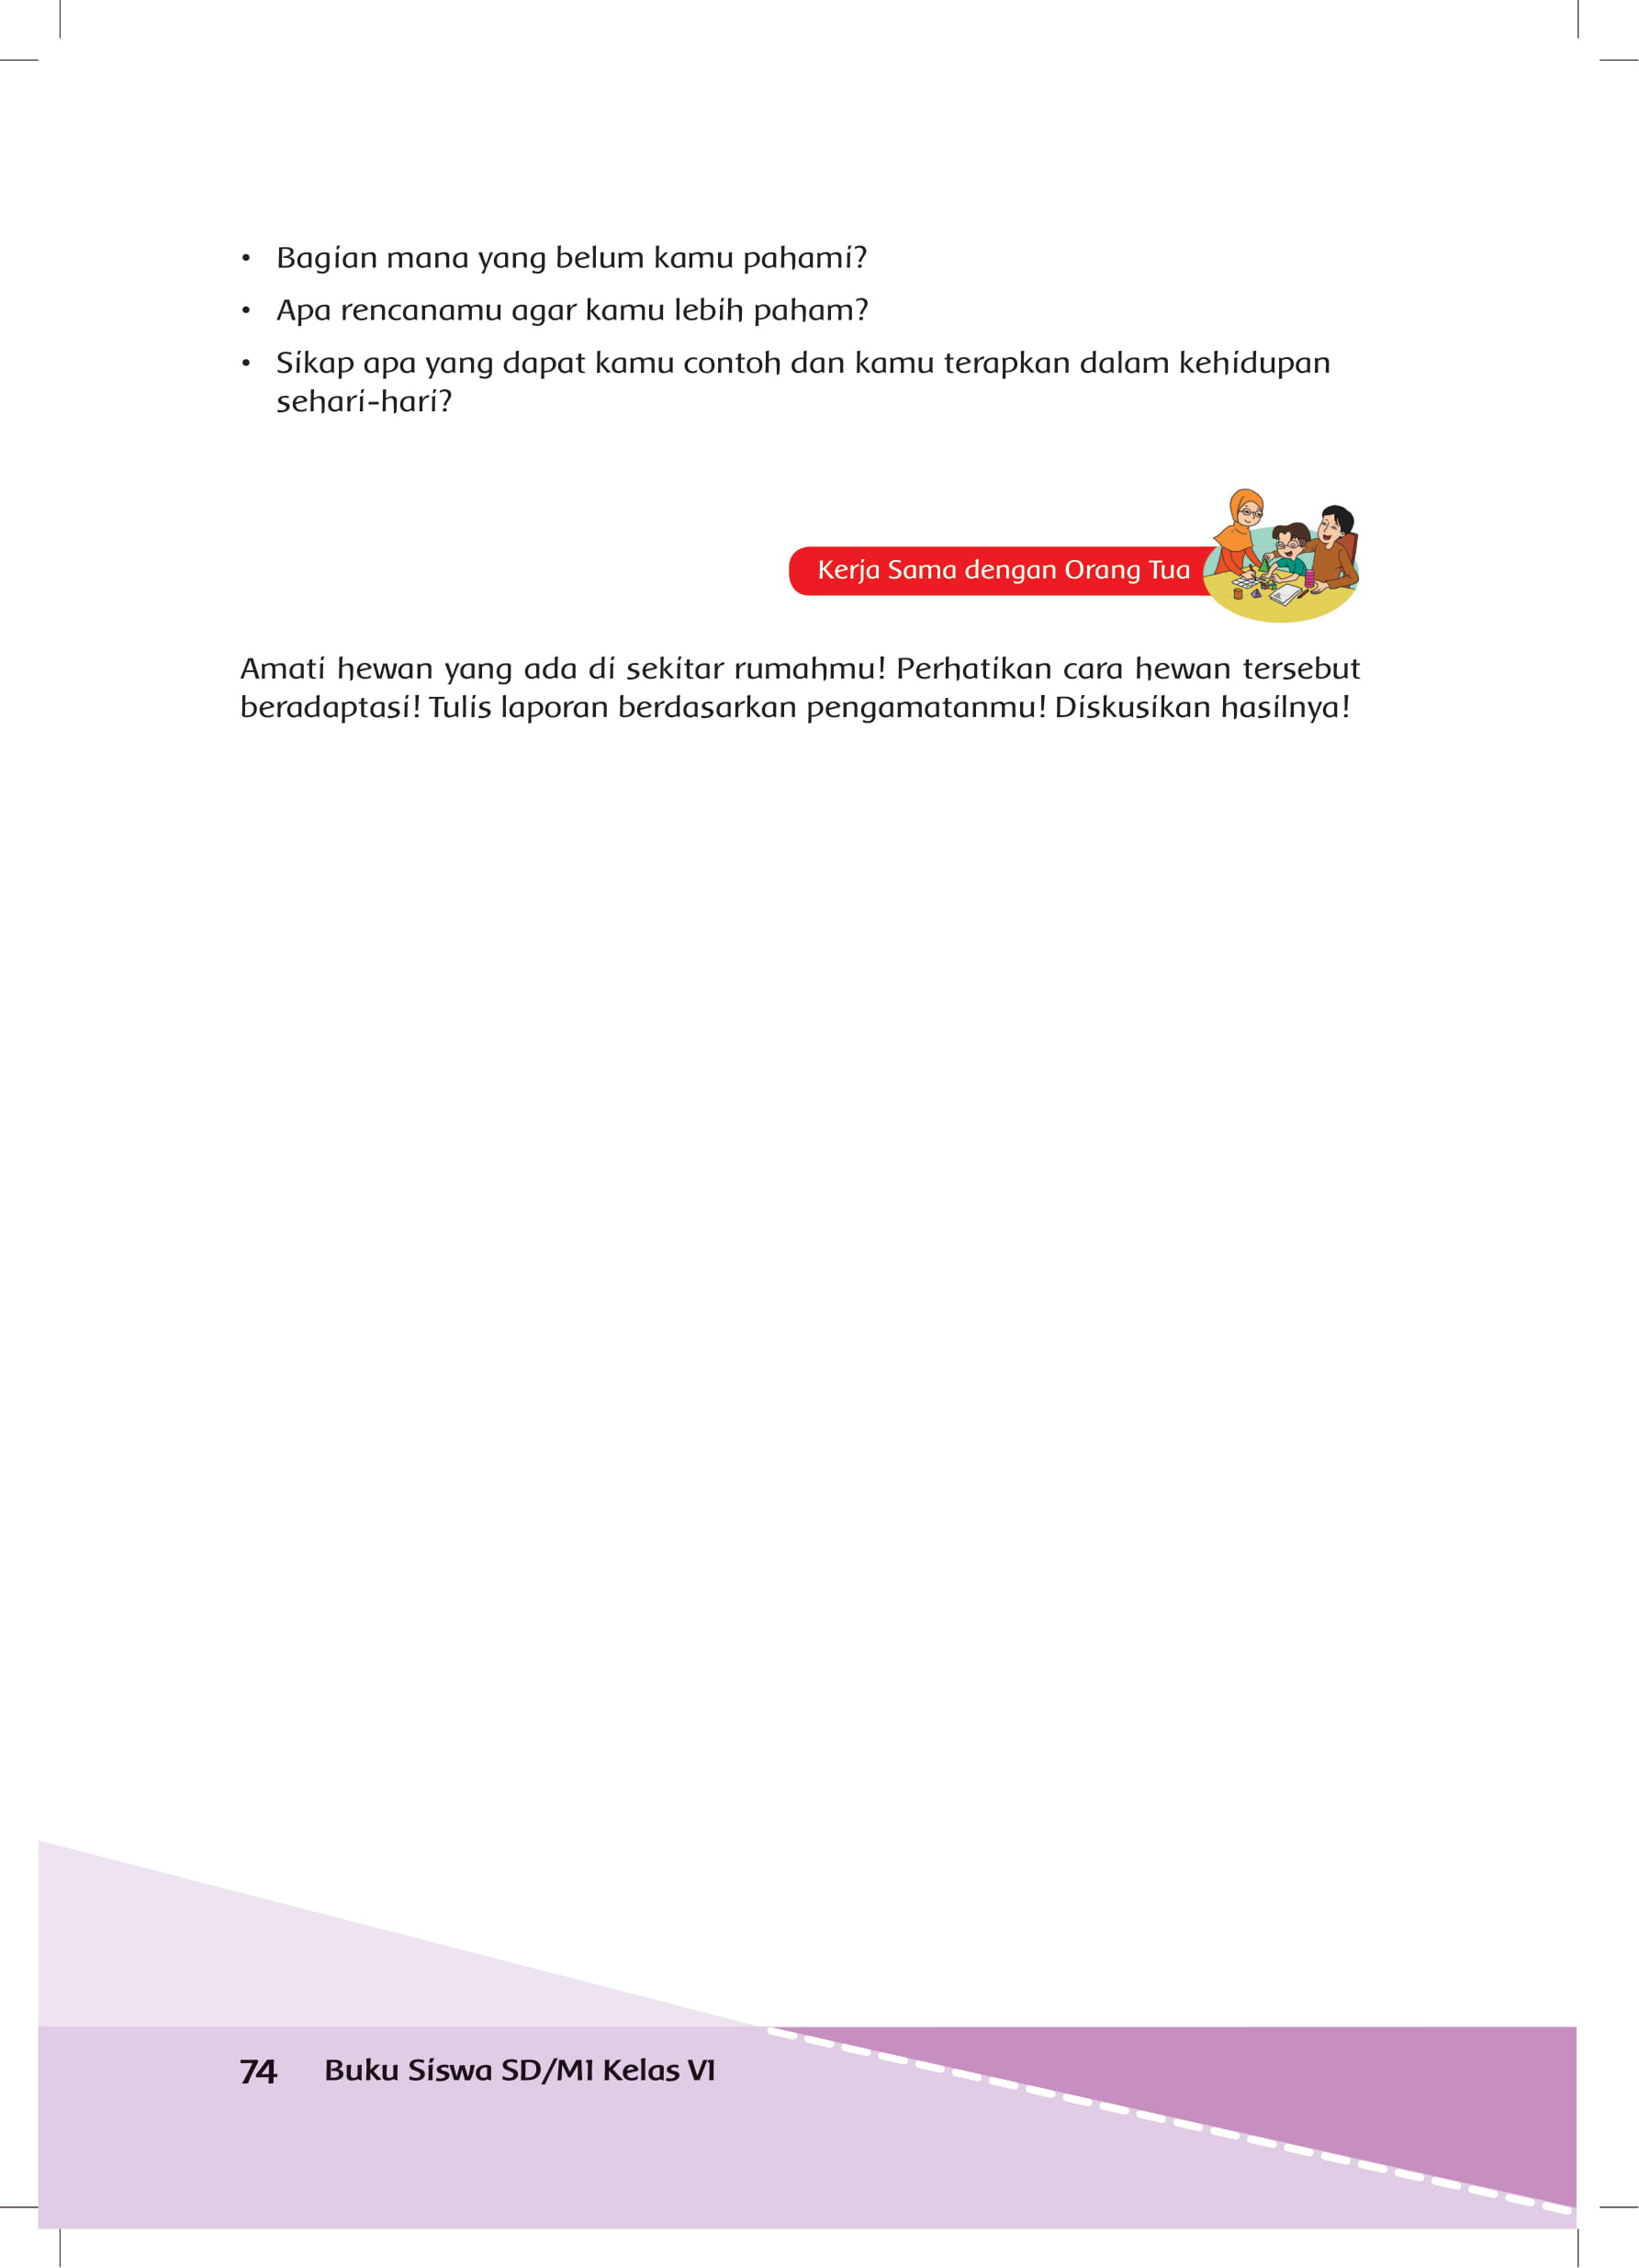 • Bagian mana yang belum kamu pahami?
• Apa rencanamu agar kamu lebih paham?
• Sikap apa yang dapat kamu contoh dan kamu terapkan dalam kehidupan
sehari-hari?
Kerja Sama dengan Orang Tua
Amati hewan yang ada di sekitar rumahmu! Perhatikan cara hewan tersebut
beradaptasi! Tulis laporan berdasarkan pengamatanmu! Diskusikan hasilnya!
74 Buku Siswa SD/MI Kelas VI